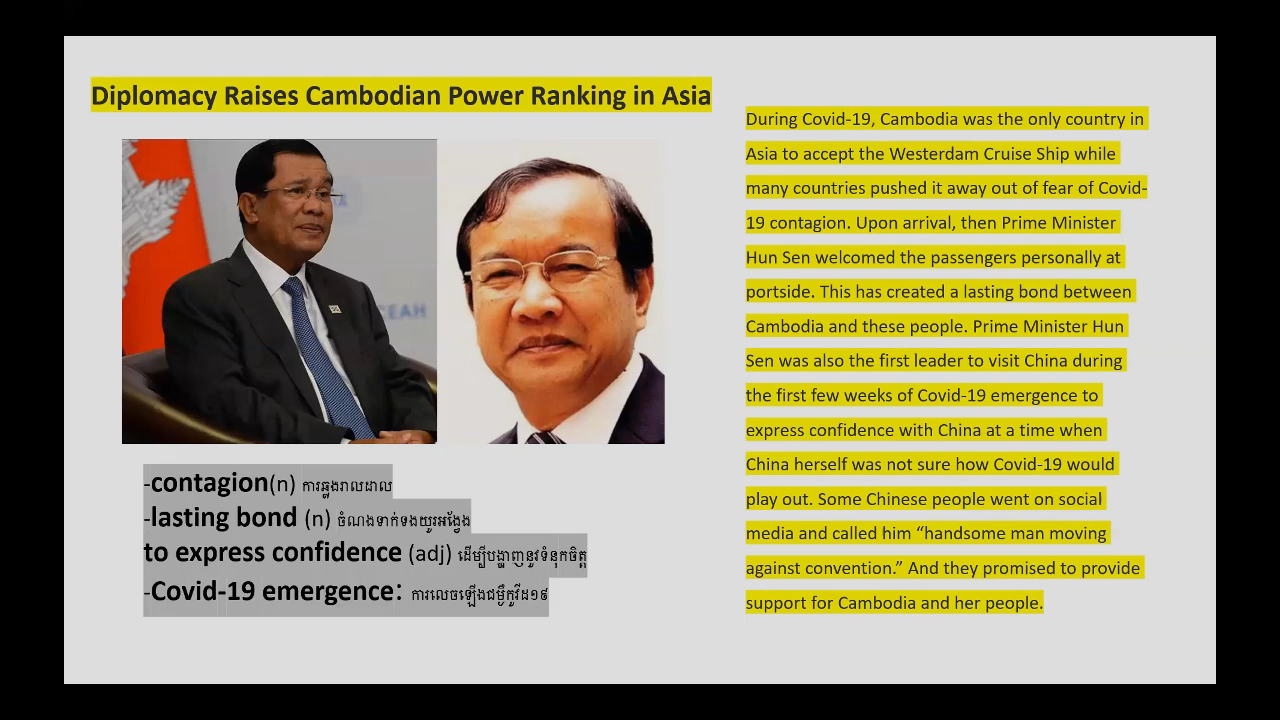 Diplomacy Raises Cambodian Power Ranking in Asia
CEAH
-contagion(n) ការឆ្លងរាលដាល
-lasting bond (n) ចំណងទាក់ទងយូរអង្វែង
to express confidence (adj) ដើម្បីបង្ហាញនូវទំនុកចិត្ត
-Covid-19 emergence: ការលេចឡើងជម្ងឺកូវីដ១៩
During Covid-19, Cambodia was the only country in
Asia to accept the Westerdam Cruise Ship while
many countries pushed it away out of fear of Covid-
19 contagion. Upon arrival, then Prime Minister
Hun Sen welcomed the passengers personally at
portside. This has created a lasting bond between
Cambodia and these people. Prime Minister Hun
Sen was also the first leader to visit China during
the first few weeks of Covid-19 emergence to
express confidence with China at a time when
China herself was not sure how Covid-19 would
play out. Some Chinese people went on social
media and called him “handsome man moving
against convention.” And they promised to provide
support for Cambodia and her people.